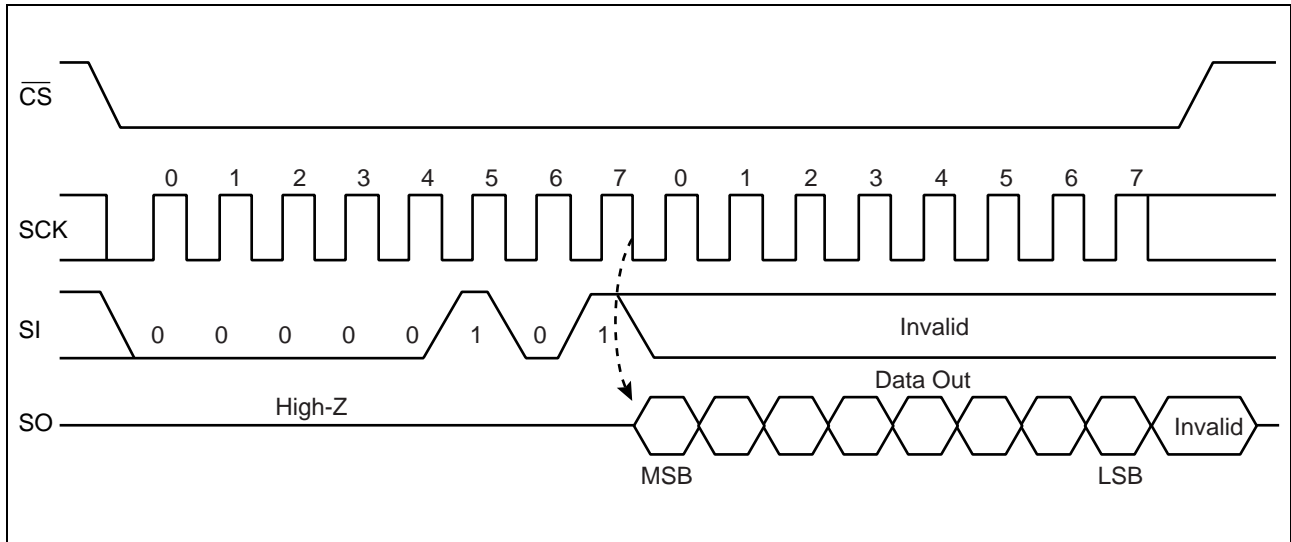 CS
0 1 2 3 4 5 6 7 0 1 2 3 4 5 6 7
SCK
SI 0 0 0 0 0 1 0 1 Invalid
Data Out
High-Z
SO Invalid
MSB LSB